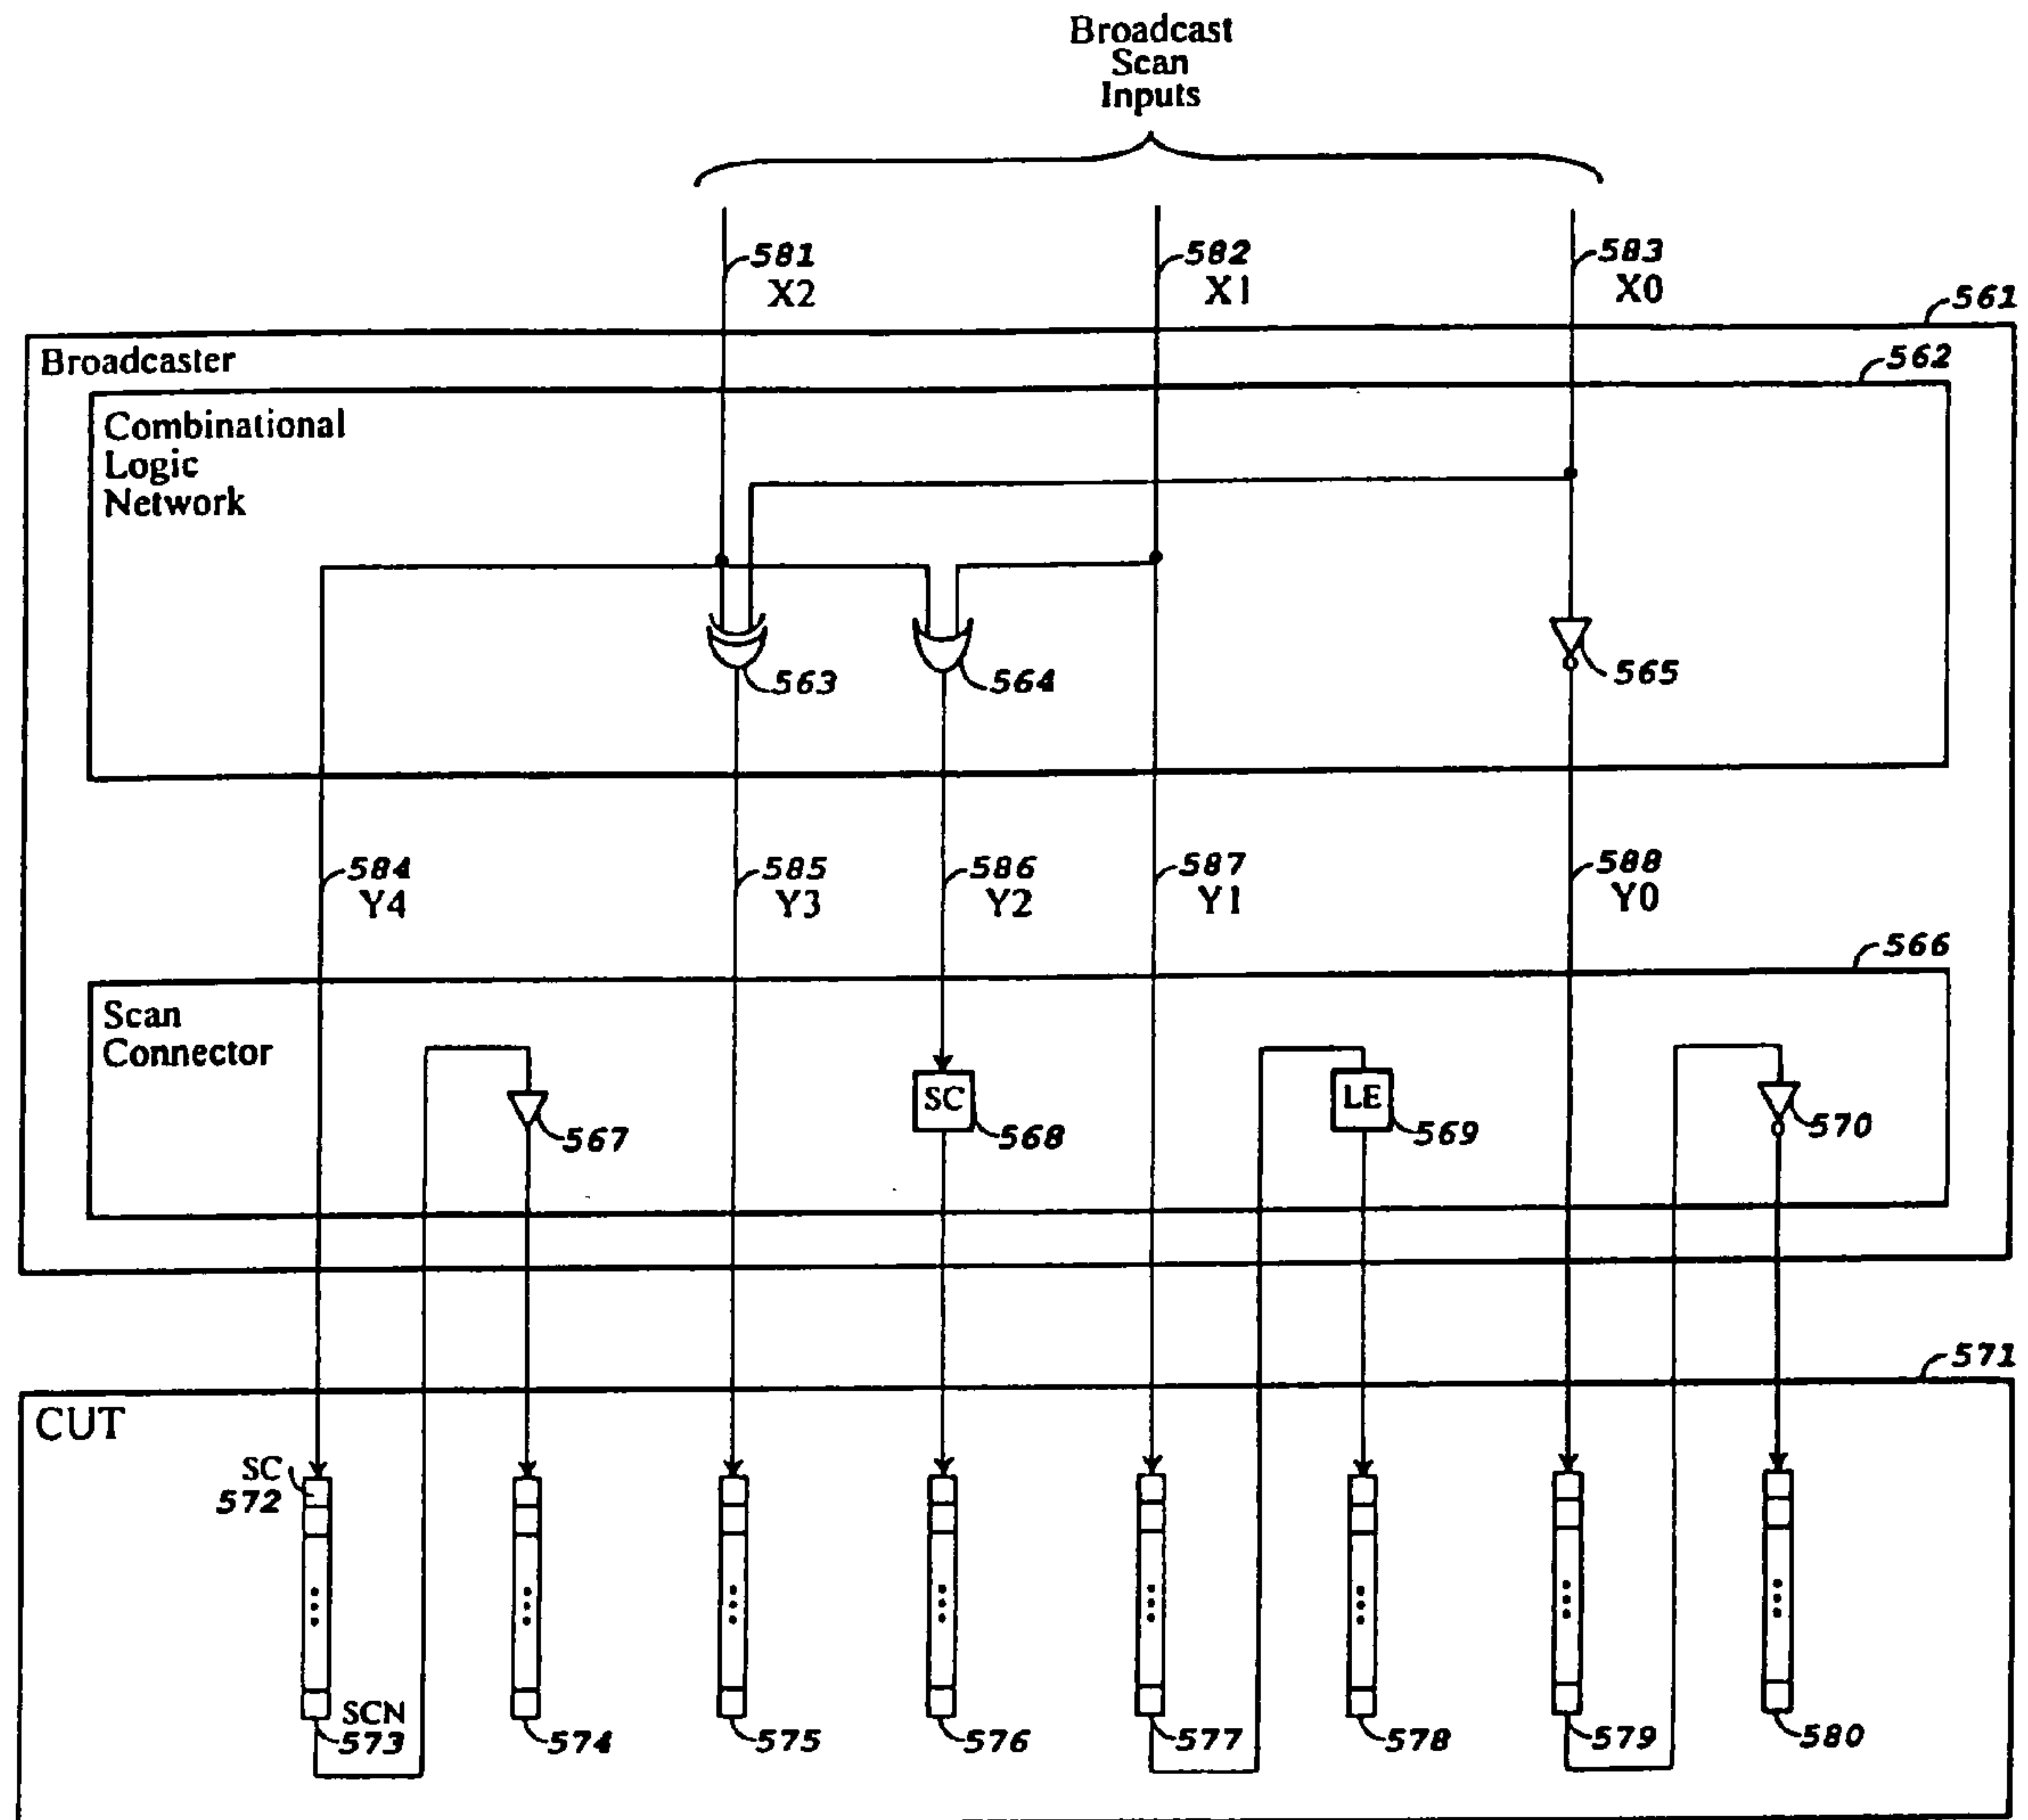 Broadcast
Scan
Inputs
581
X2
582
X1
583
X0
561
Broadcaster
562
Combinational
Logic
Network
563
564
565
584
Y4
585
Y3
586
Y2
587
Y1
588
Y0
566
Scan
Connector
567
SC
568
LE
569
570
571
CUT
SC
572
SCN
573
574
575
576
577
578
579
580